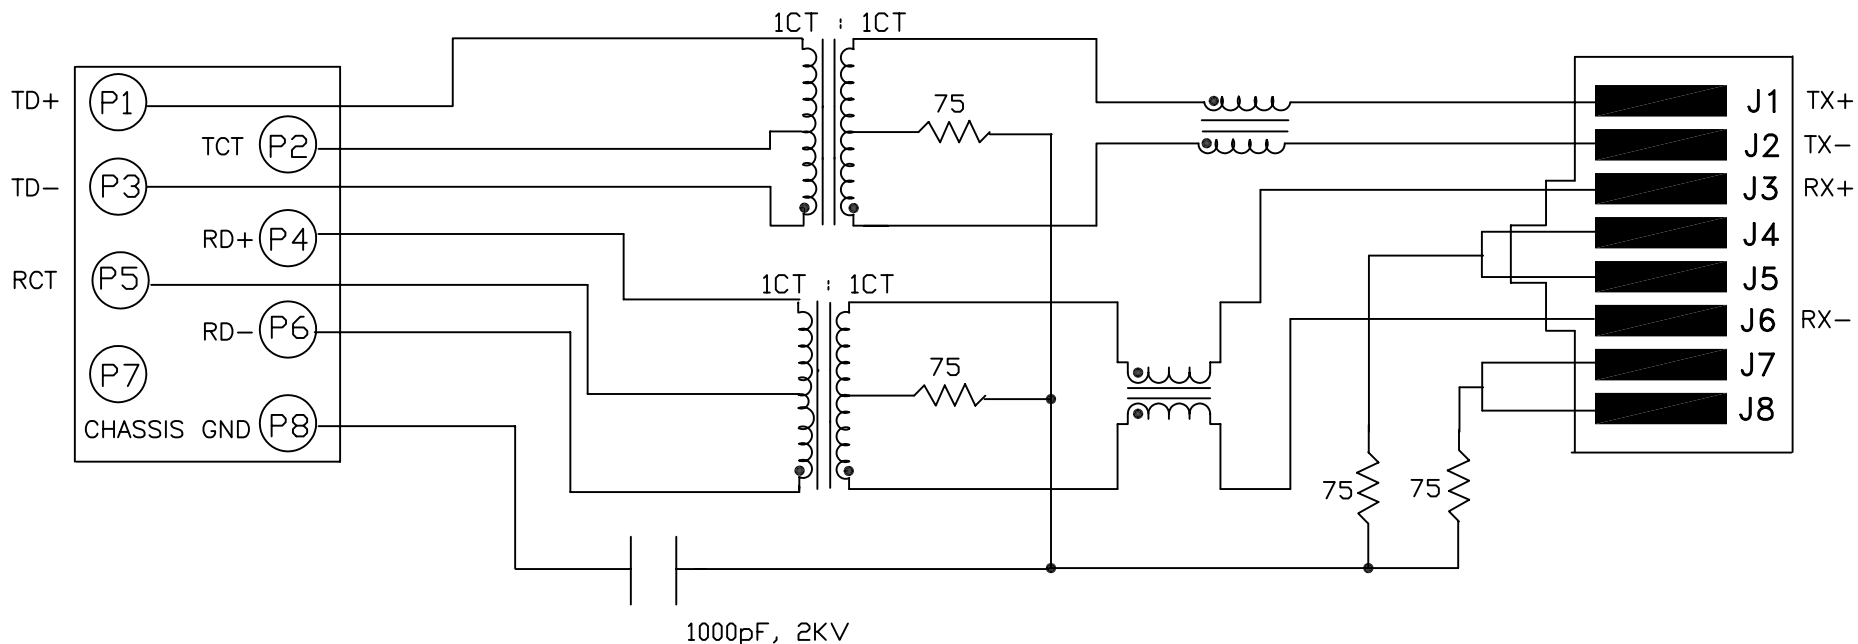 1CT : 1CT
TD+ P1
TCT P2
TD- P3
RD+ P4
RCT P5
RD- P6
P7
CHASSIS GND P8
75
1CT : 1CT
75
75
75
1000pF, 2KV
J1 TX+
J2 TX-
J3 RX+
J4
J5
J6 RX-
J7
J8